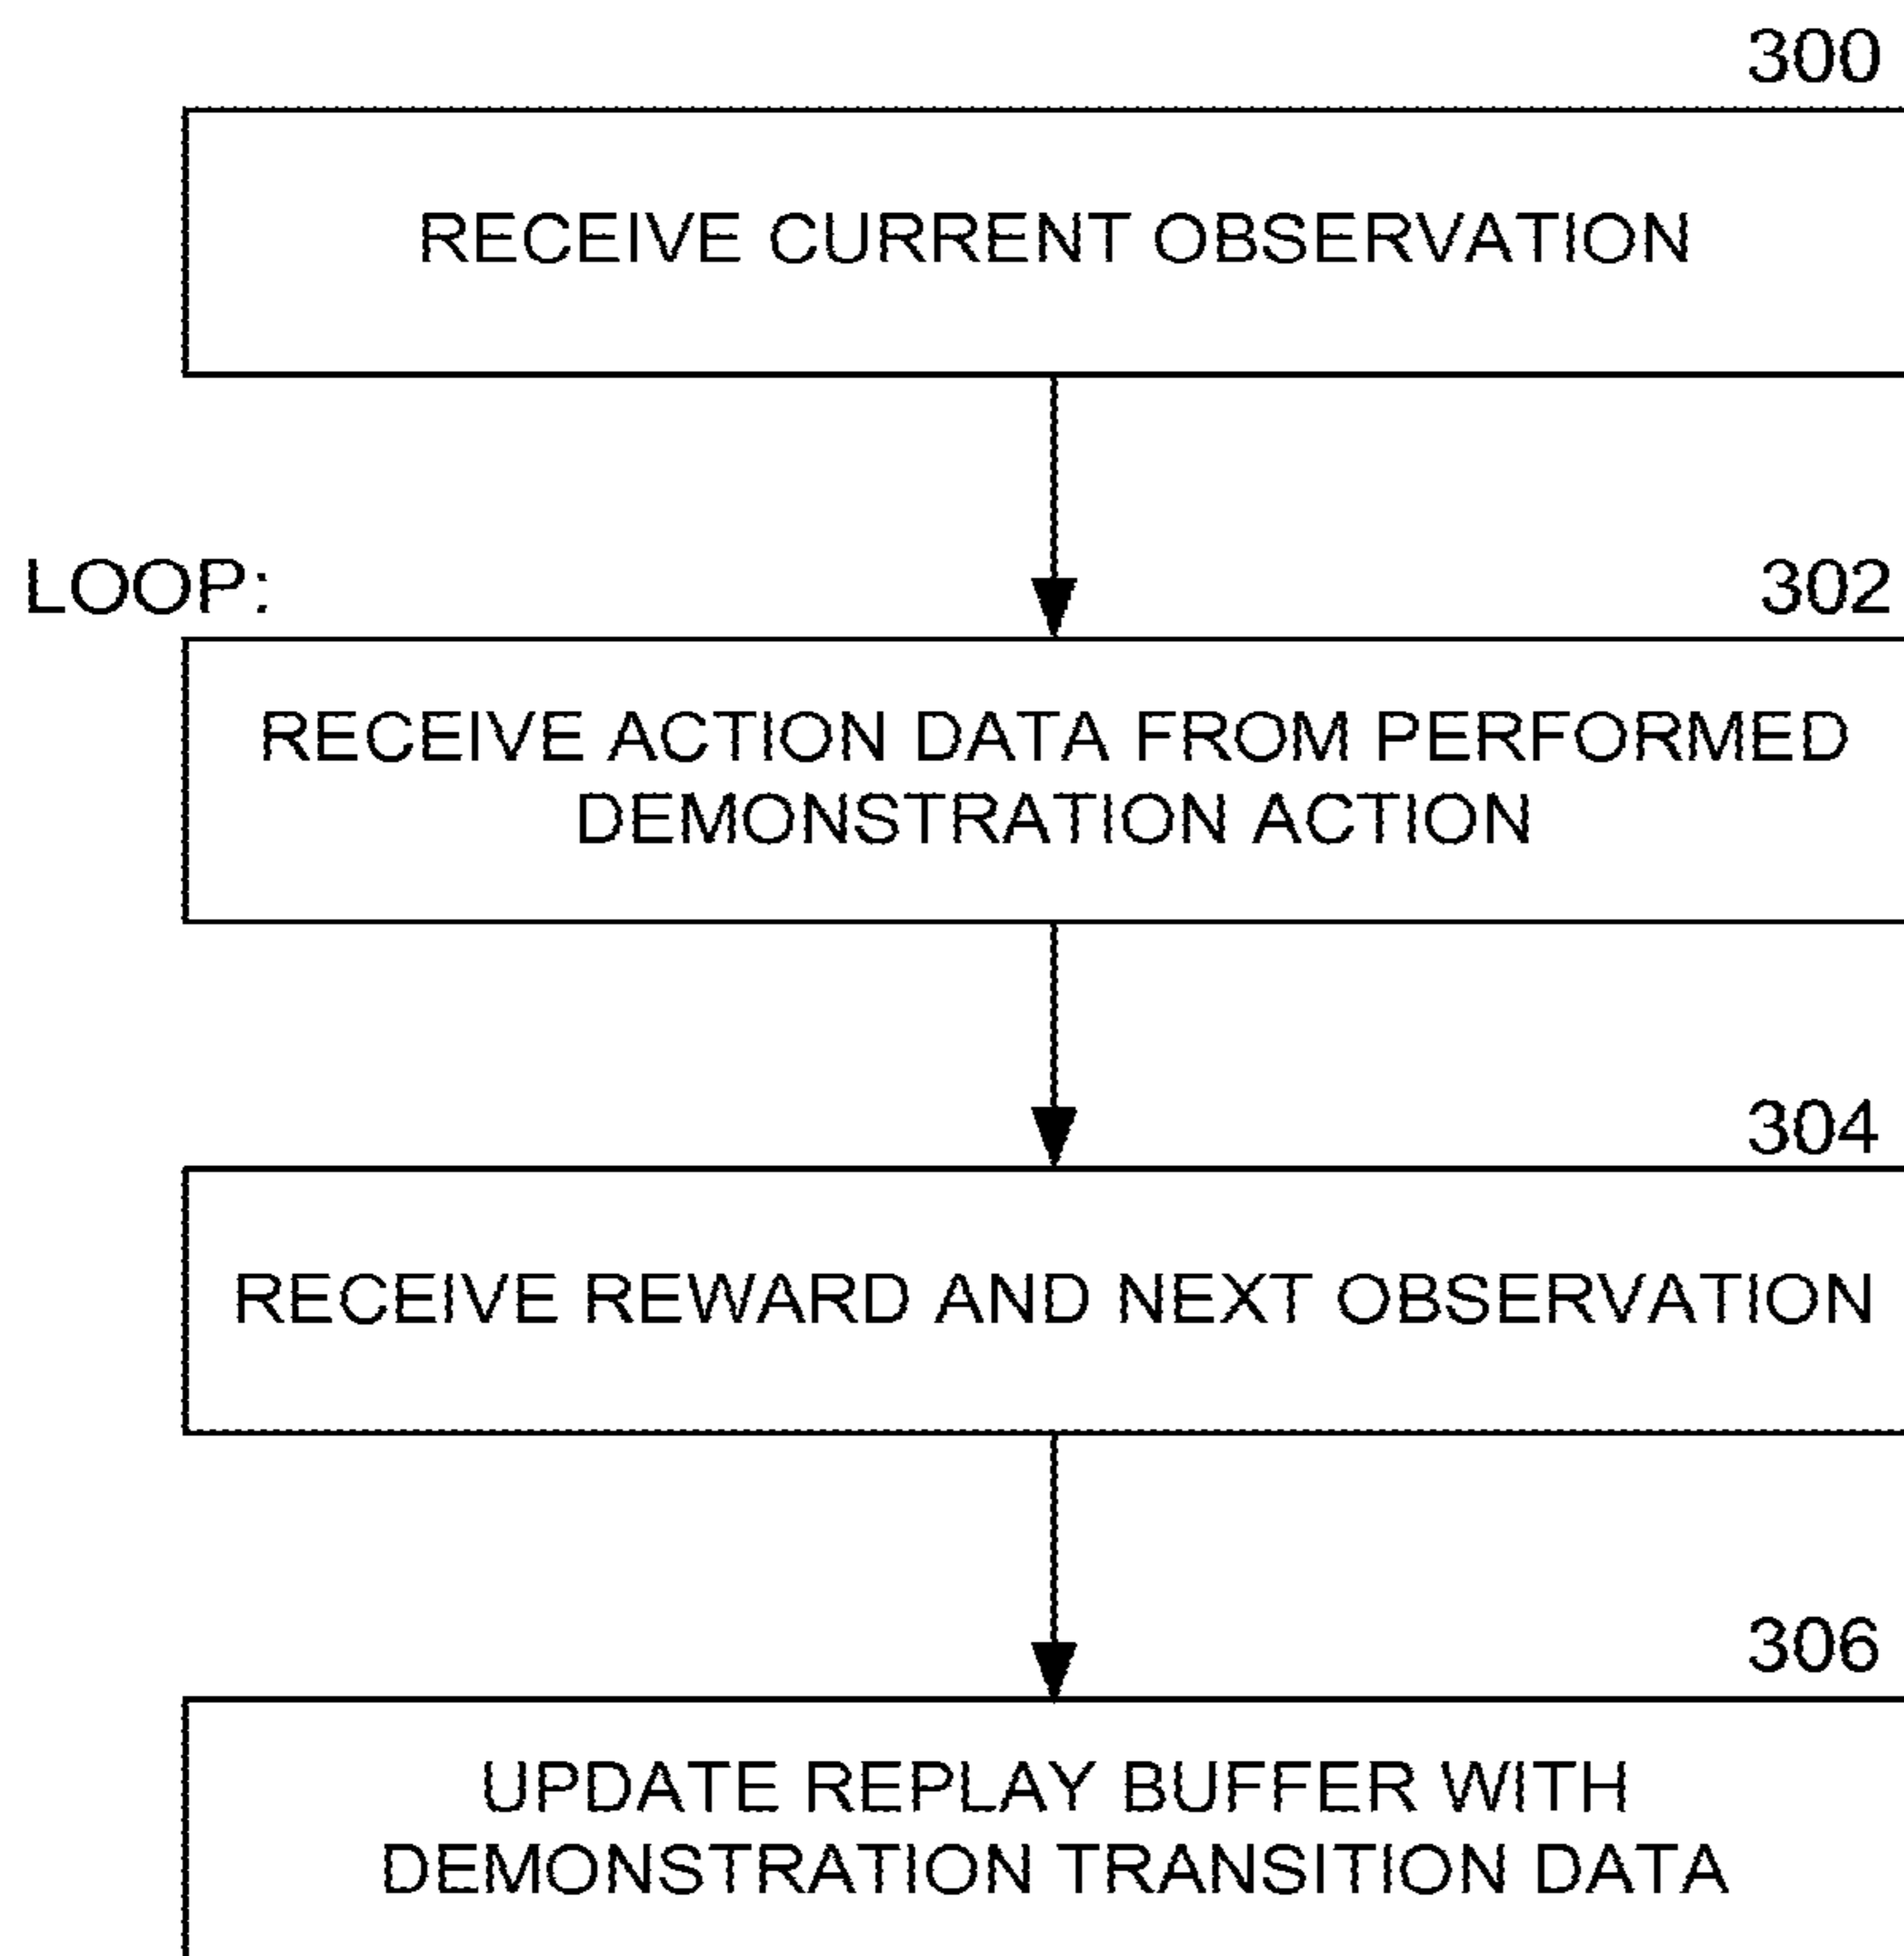 300
RECEIVE CURRENT OBSERVATION
LOOP:
302
RECEIVE ACTION DATA FROM PERFORMED
DEMONSTRATION ACTION
304
RECEIVE REWARD AND NEXT OBSERVATION
306
UPDATE REPLAY BUFFER WITH
DEMONSTRATION TRANSITION DATA